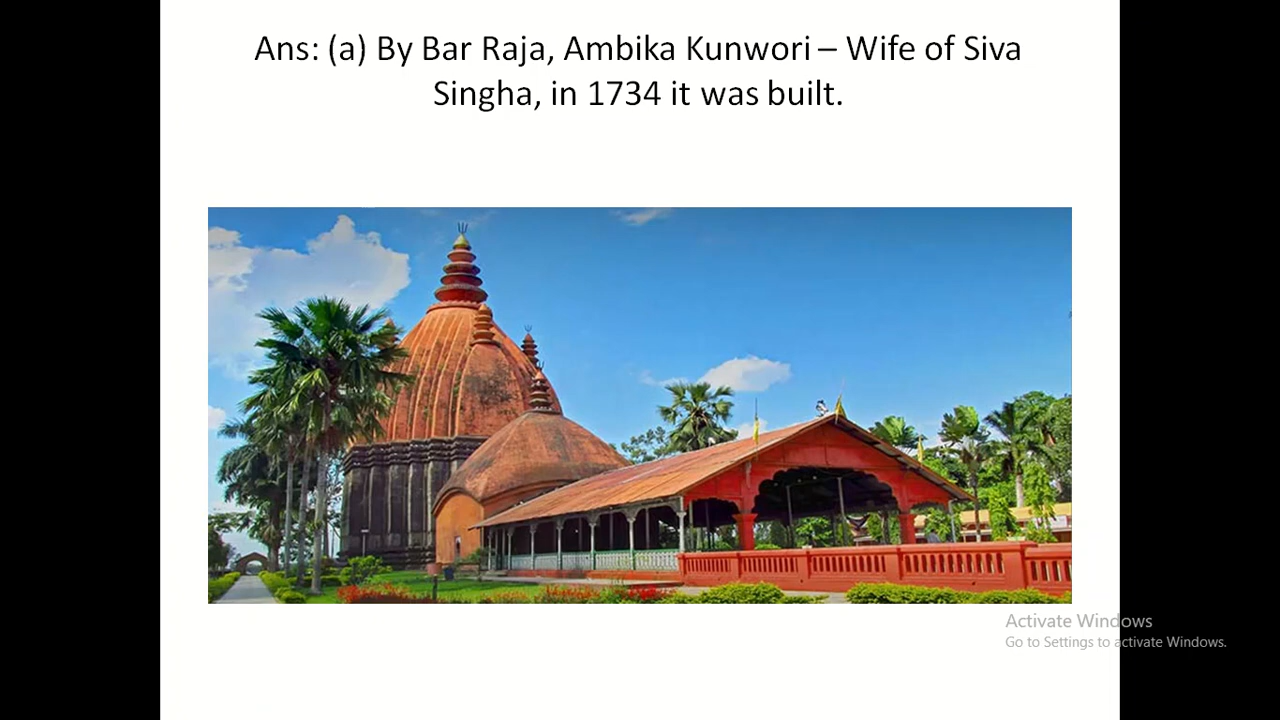 Ans: (a) By Bar Raja, Ambika Kunwori – Wife of Siva
Singha, in 1734 it was built.
Activate Windows
Go to Settings to activate Windows.